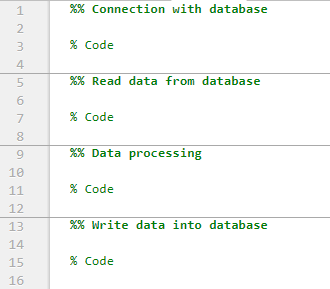 1 %% Connection with database
2
3 % Code
4
5 %% Read data from database
6
7 % Code
8
9 %% Data processing
10
11 % Code
12
13 %% Write data into database
14
15 % Code
16